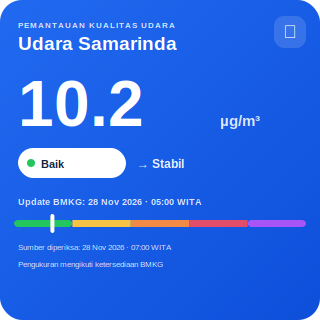 PEMANTAUAN KUALITAS UDARA
Udara Samarinda
10.2
µg/m³
Baik
→ Stabil
Update BMKG: 28 Nov 2026 · 05:00 WITA
Sumber diperiksa: 28 Nov 2026 · 07:00 WITA
Pengukuran mengikuti ketersediaan BMKG